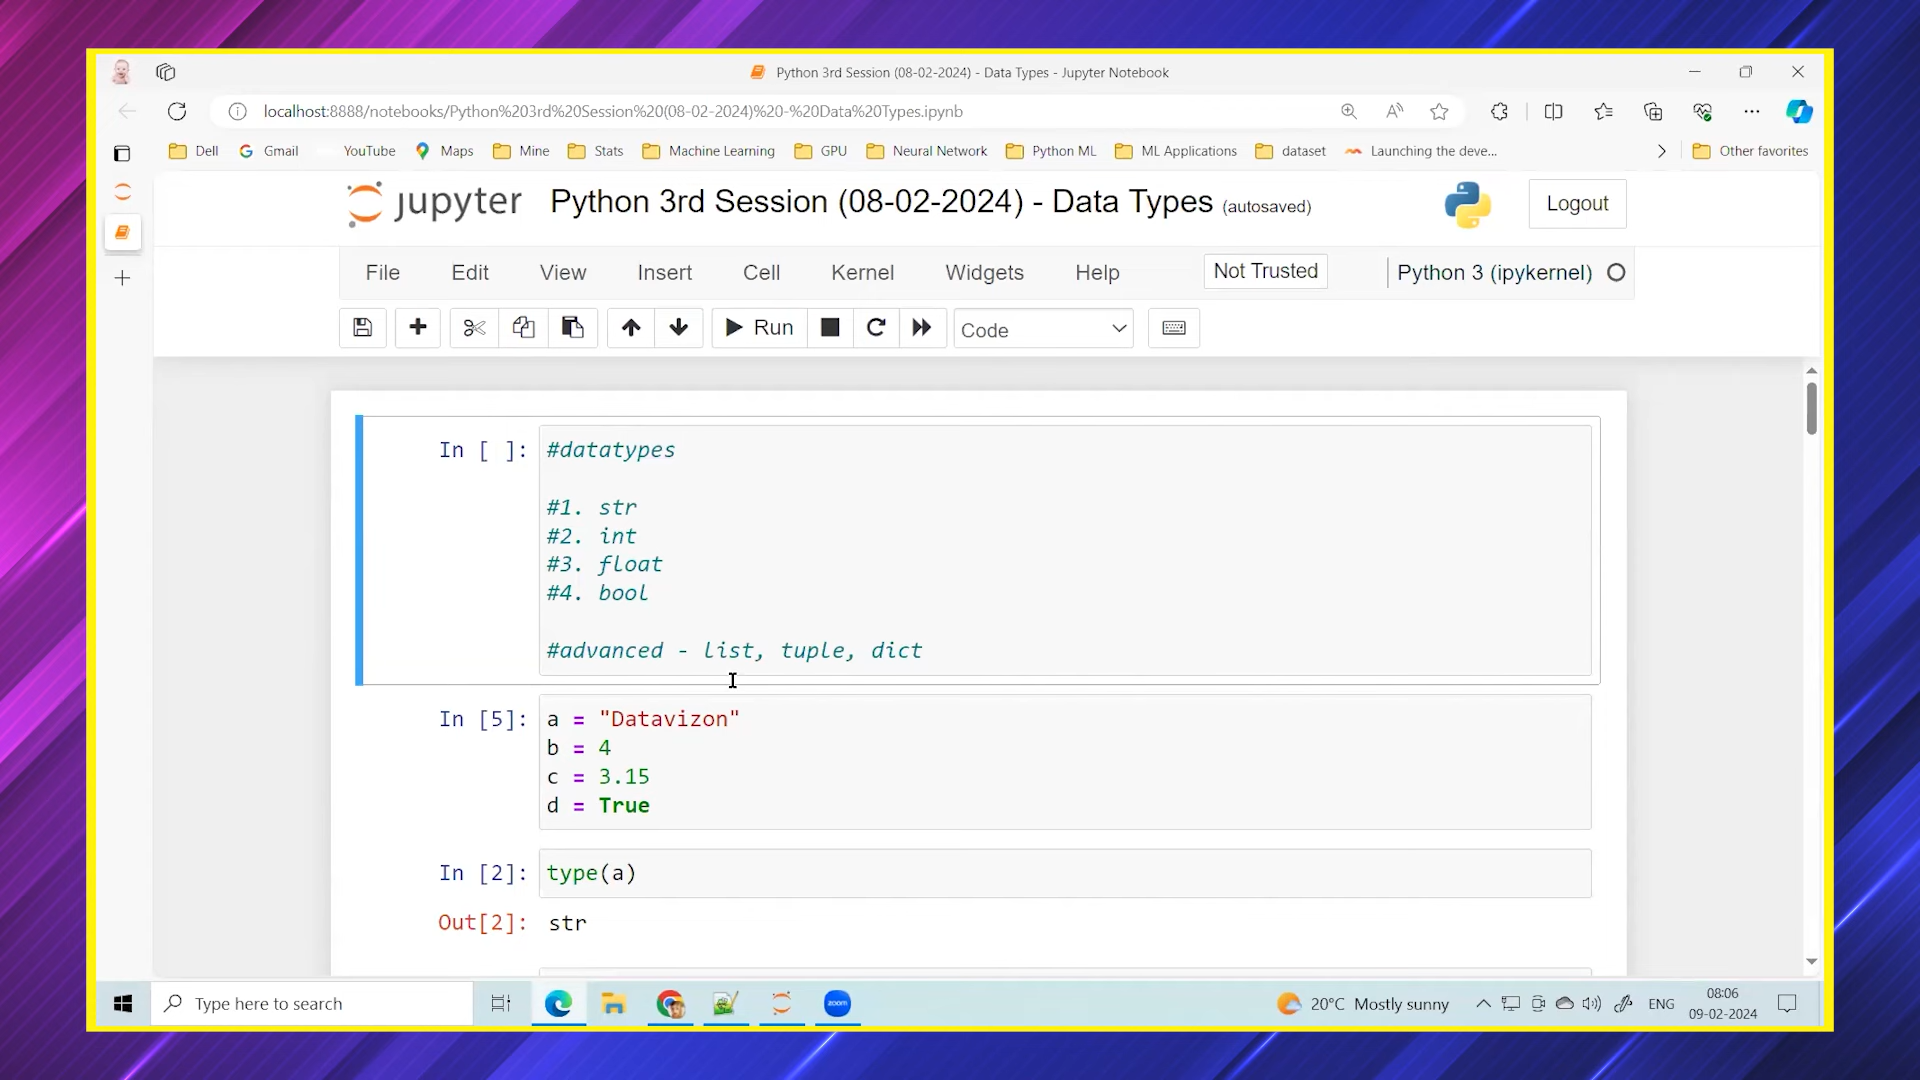 Python 3rd Session (08-02-2024) - Data Types - Jupyter Notebook
localhost:8888/notebooks/Python%203rd%20Session%20(08-02-2024)%20-%20Data%20Types.ipynb
Dell Gmail YouTube Maps Mine Stats Machine Learning GPU Neural Network Python ML ML Applications dataset Launching the deve... Other favorites
jupyter Python 3rd Session (08-02-2024) - Data Types (autosaved) Logout
File Edit View Insert Cell Kernel Widgets Help Not Trusted Python 3 (ipykernel)
Run Code
In [ ]: #datatypes
#1. str
#2. int
#3. float
#4. bool
#advanced - list, tuple, dict
In [5]: a = "Datavizon"
b = 4
c = 3.15
d = True
In [2]: type(a)
Out[2]: str
Type here to search zoom 20°C Mostly sunny ENG 08:06
09-02-2024